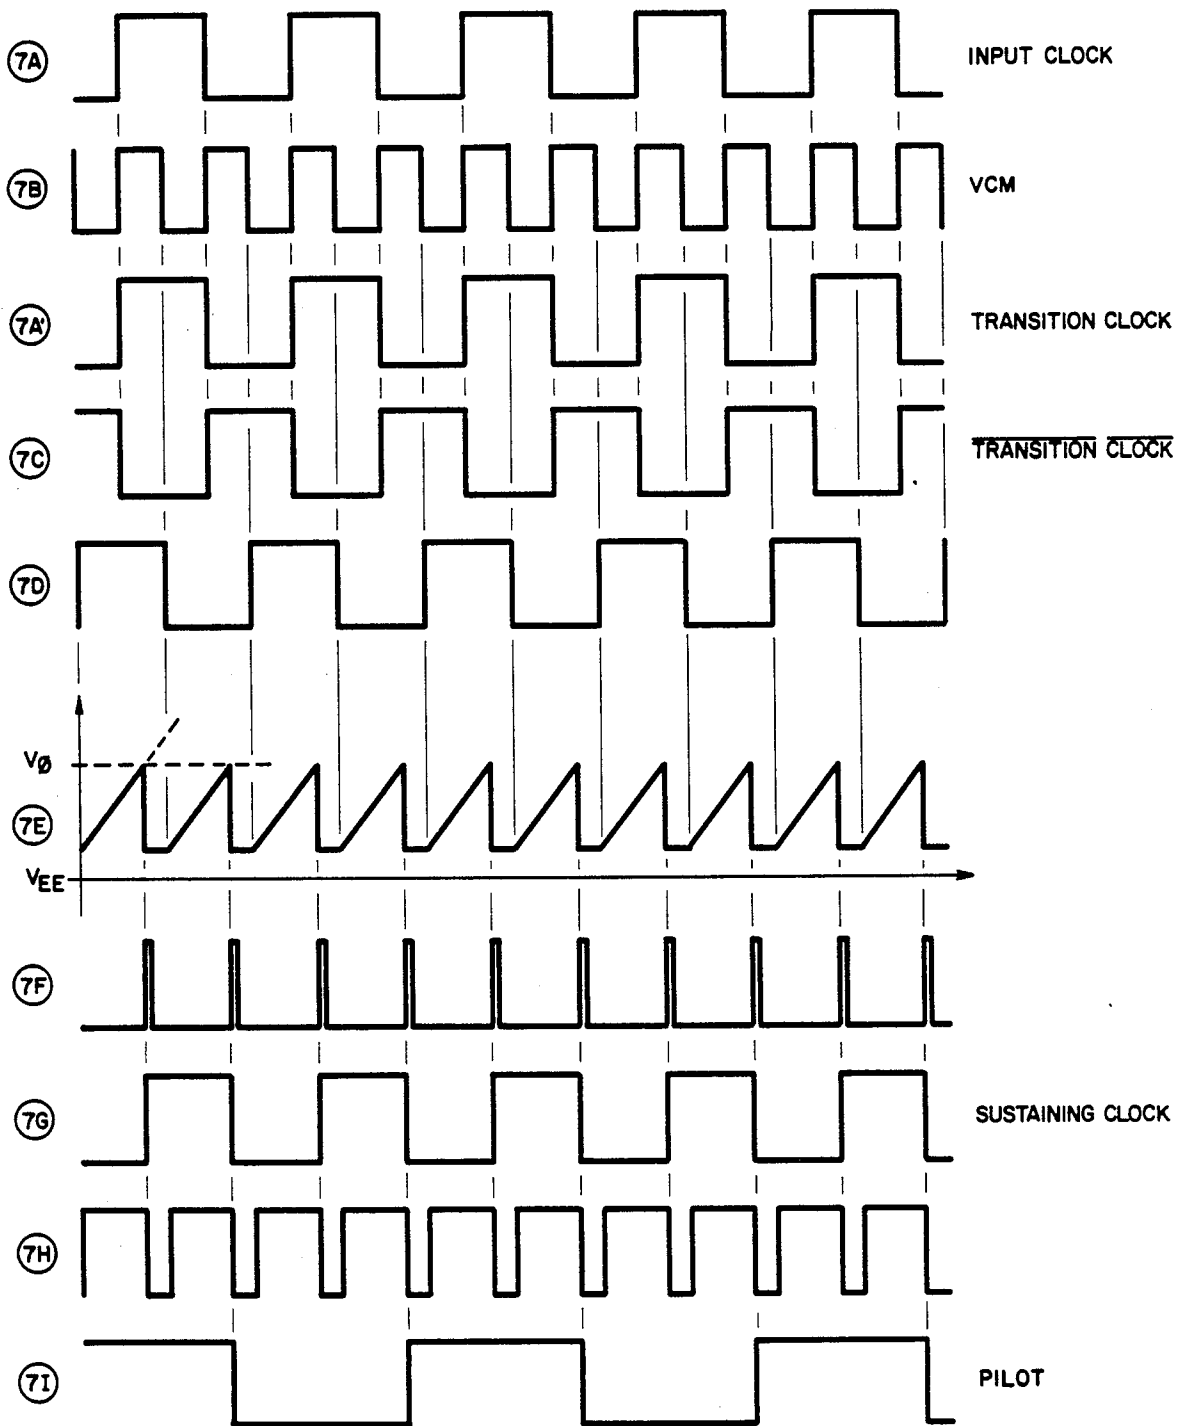 7A INPUT CLOCK
7B VCM
7A' TRANSITION CLOCK
7C TRANSITION CLOCK
7D
VØ
7E
VEE
7F
7G SUSTAINING CLOCK
7H
7I PILOT